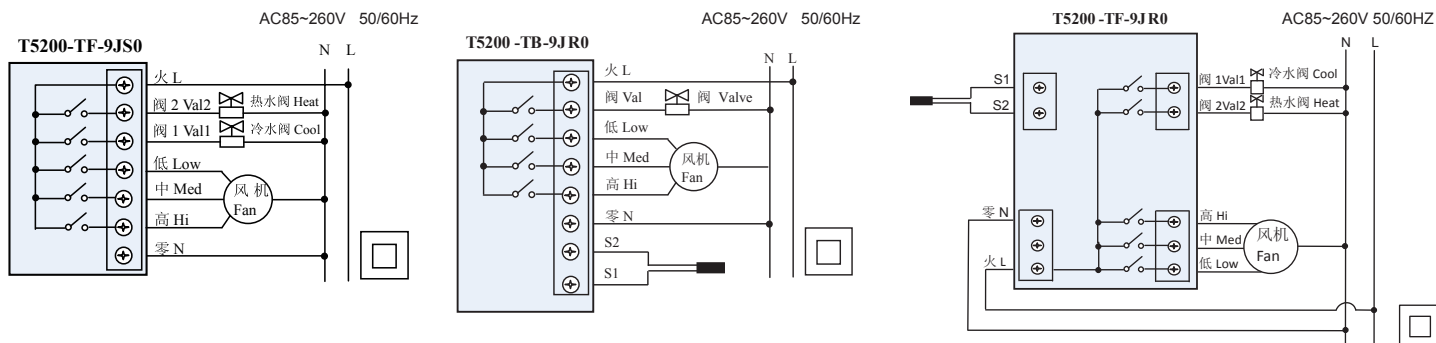 AC85~260V 50/60Hz
T5200-TF-9JS0
N L
火 L
阀 2 Val2 热水阀 Heat
阀 1 Val1 冷水阀 Cool
低 Low
中 Med
高 Hi
风 机
Fan
零 N
AC85~260V 50/60Hz
T5200 -TB-9JR0
N L
火 L
阀 Val 阀 Valve
低 Low
中 Med
高 Hi
风机
Fan
零 N
S2
S1
T5200 -TF-9JR0
AC85~260V 50/60HZ
N L
S1
S2
阀 1Val1 冷水阀 Cool
阀 2Val2 热水阀 Heat
零 N
火 L
高 Hi
中 Med
低 Low
风机
Fan